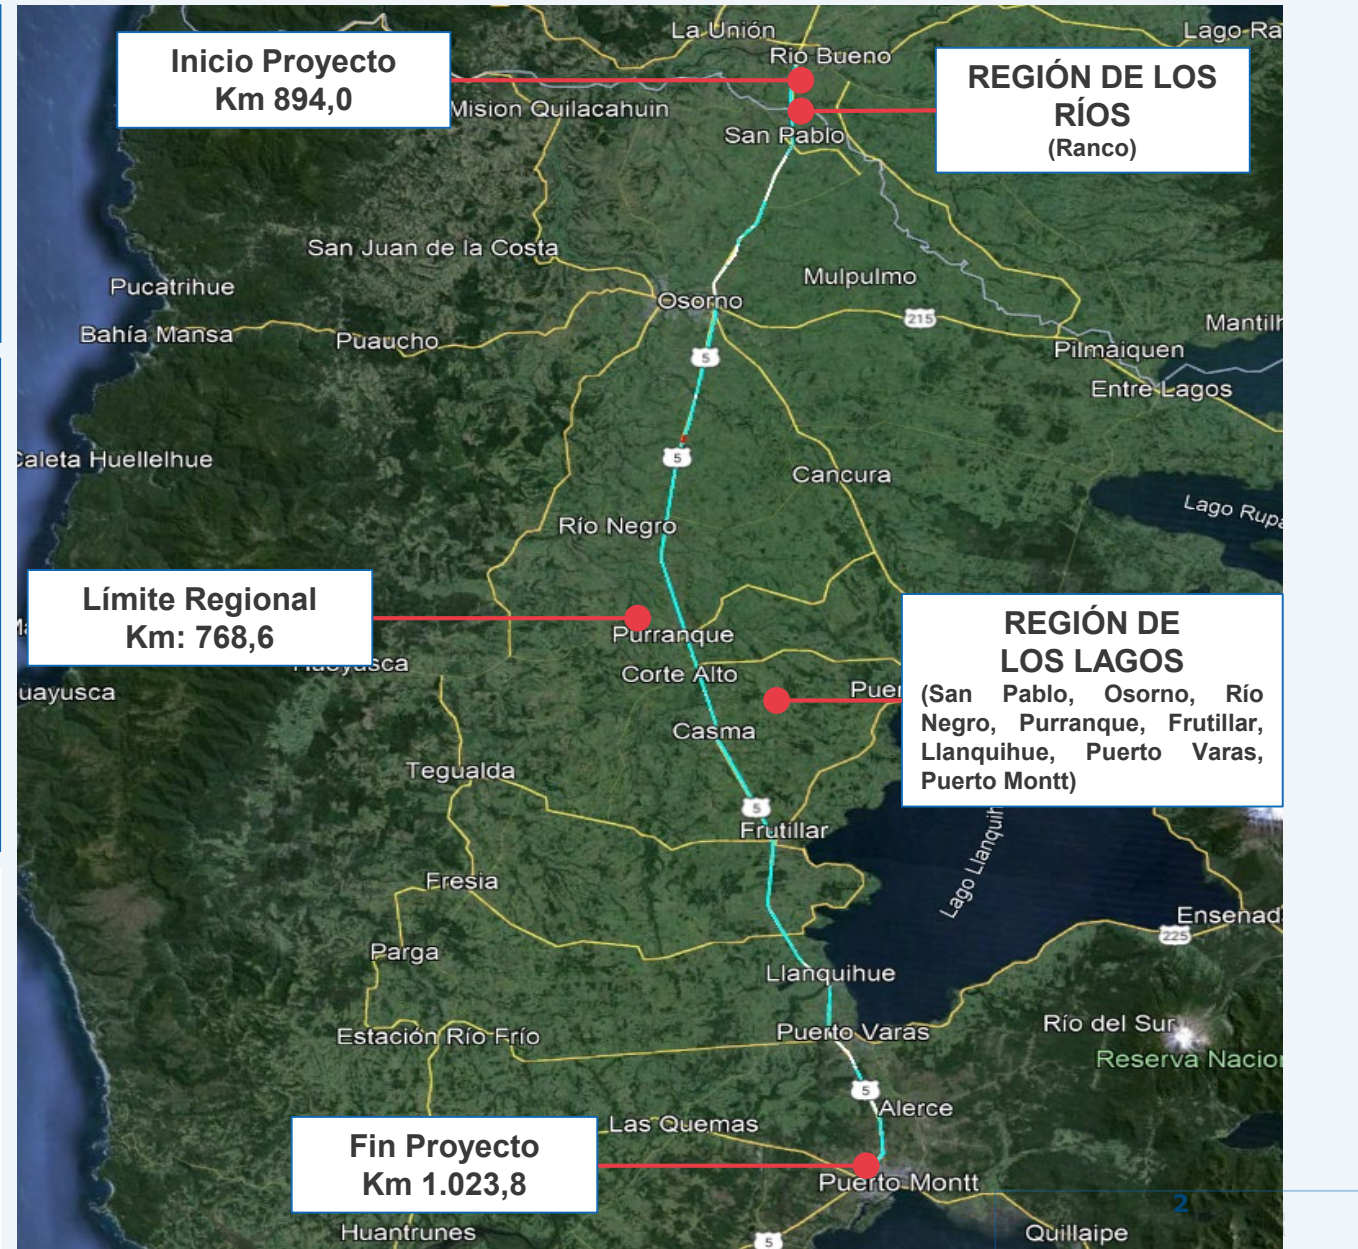 La Unión
Lago Ra
Inicio Proyecto
Km 894,0
Rio Bueno
REGIÓN DE LOS
RÍOS
(Ranco)
Mision Quilacahuin
San Pablo
San Juan de la Costa
Mulpulmo
Pucatrihue
Osorno
215
Mantilh
Bahía Mansa
Puaucho
5
Pilmaiquen
Entre Lagos
Caleta Huellelhue
5
Cancura
Lago Rupa
Río Negro
Límite Regional
Km: 768,6
Purranque
REGIÓN DE
LOS LAGOS
(San Pablo, Osorno, Río
Negro, Purranque, Frutillar,
Llanquihue, Puerto Varas,
Puerto Montt)
Corte Alto
uayusca
Puer
Casma
Tegualda
5
Frutillar
Lago Llanquih
Fresia
Ensenad
225
Parga
Llanquihue
Estación Río Frío
Puerto Varas
Río del Sur
Reserva Nacion
5
Alerce
Las Quemas
Fin Proyecto
Km 1.023,8
Puerto Montt
2
Huantrunes
5
Quillaipe